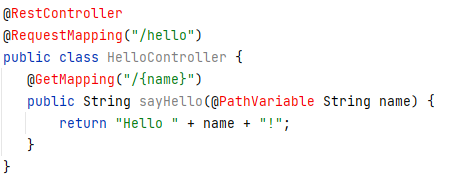 @RestController
@RequestMapping("/hello")
public class HelloController {
    @GetMapping("/{name}")
    public String sayHello(@PathVariable String name) {
        return "Hello " + name + "!";
    }
}